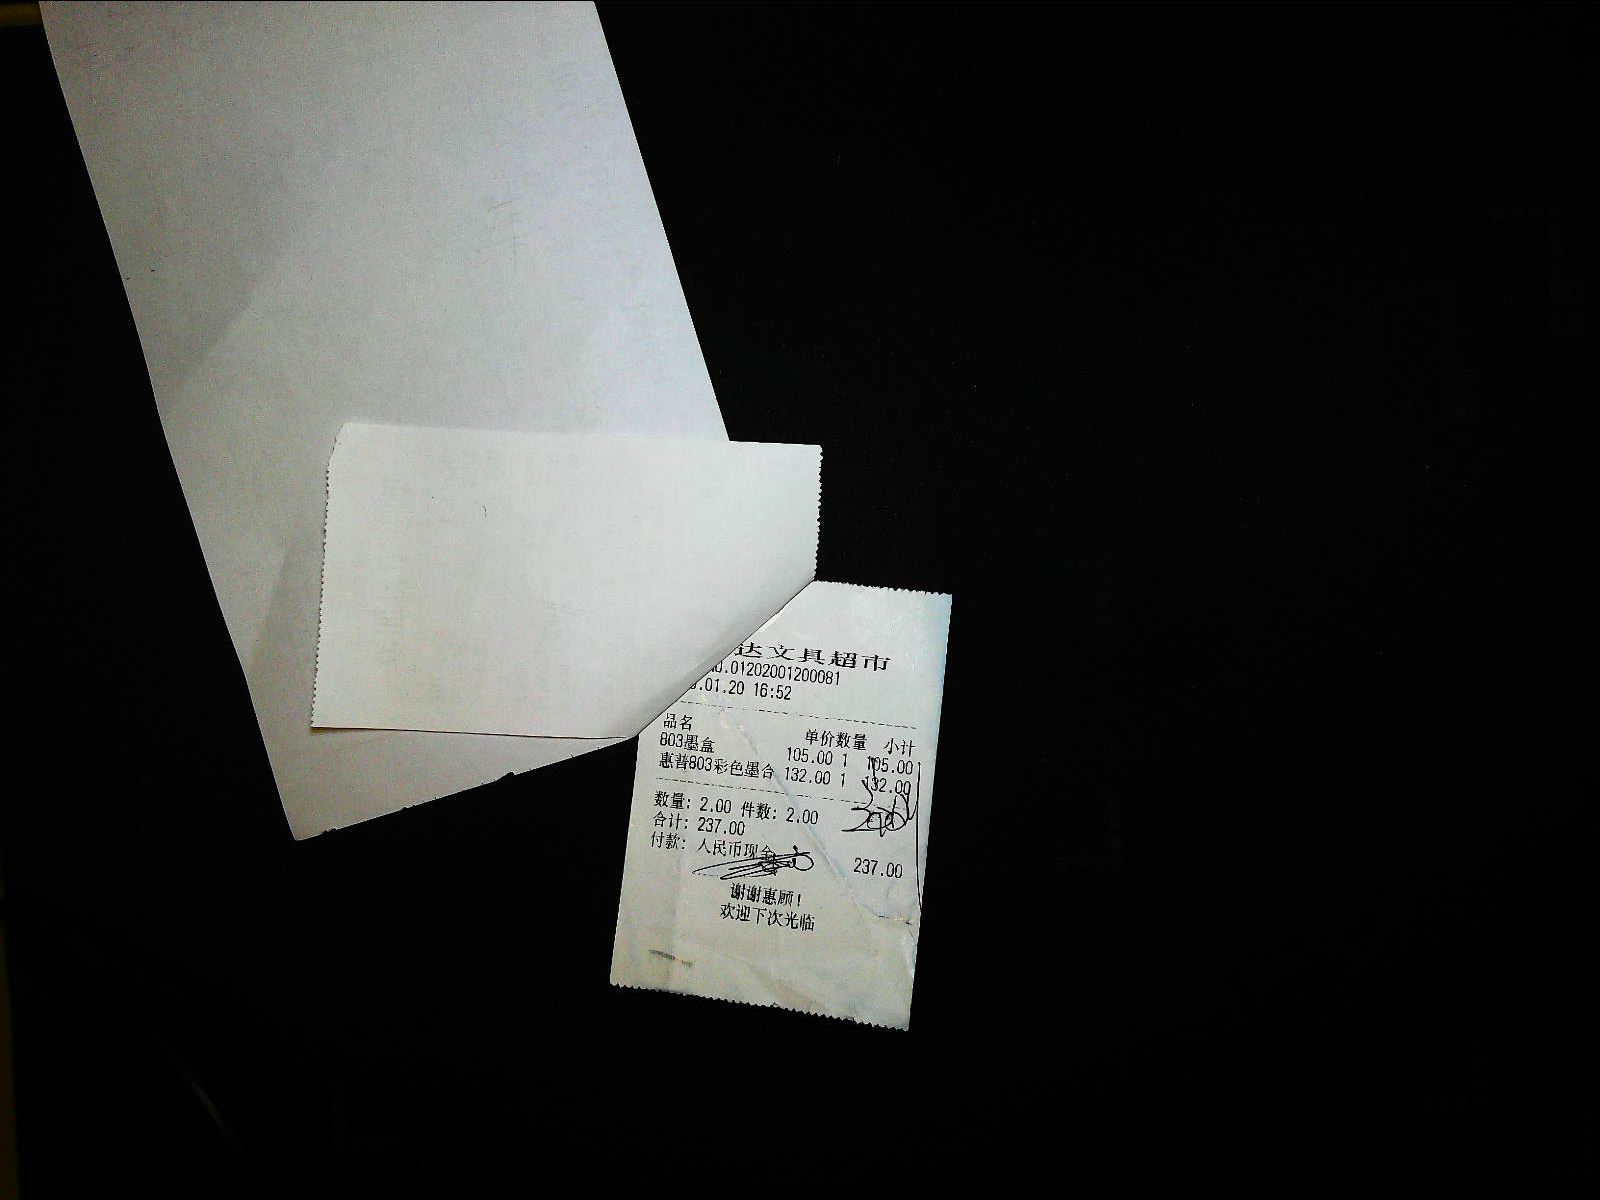 达文具超市
.01202001200081
.01.20 16:52
品名 单价 数量 小计
803墨盒 105.00 1 105.00
惠普803彩色墨合 132.00 1 132.00
数量: 2.00 件数: 2.00
合计: 237.00
付款: 人民币现金 237.00
谢谢惠顾!
欢迎下次光临